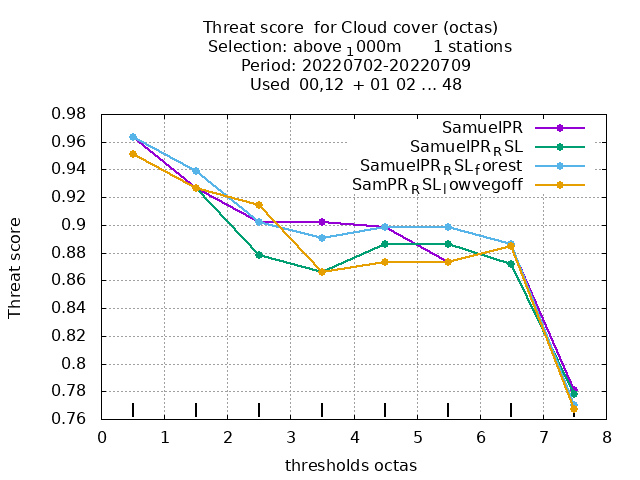 Threat score  for Cloud cover (octas)
Selection: above 1000m      1 stations
Period: 20220702-20220709
Used  00,12  + 01 02 ... 48
SamuelPR
SamuelPRRSL
SamuelPRRSLforest
SamPRRSLlowvegoff
Threat score
0.98
0.96
0.94
0.92
0.9
0.88
0.86
0.84
0.82
0.8
0.78
0.76
0 1 2 3 4 5 6 7 8
thresholds octas